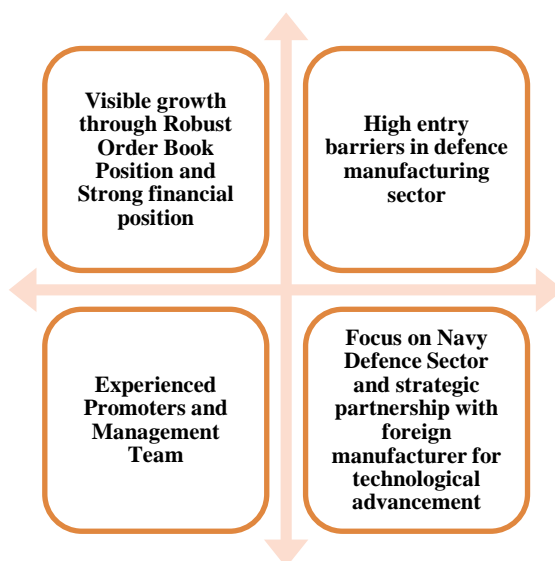 Visible growth
through Robust
Order Book
Position and
Strong financial
position
High entry
barriers in defence
manufacturing
sector
Experienced
Promoters and
Management
Team
Focus on Navy
Defence Sector
and strategic
partnership with
foreign
manufacturer for
technological
advancement